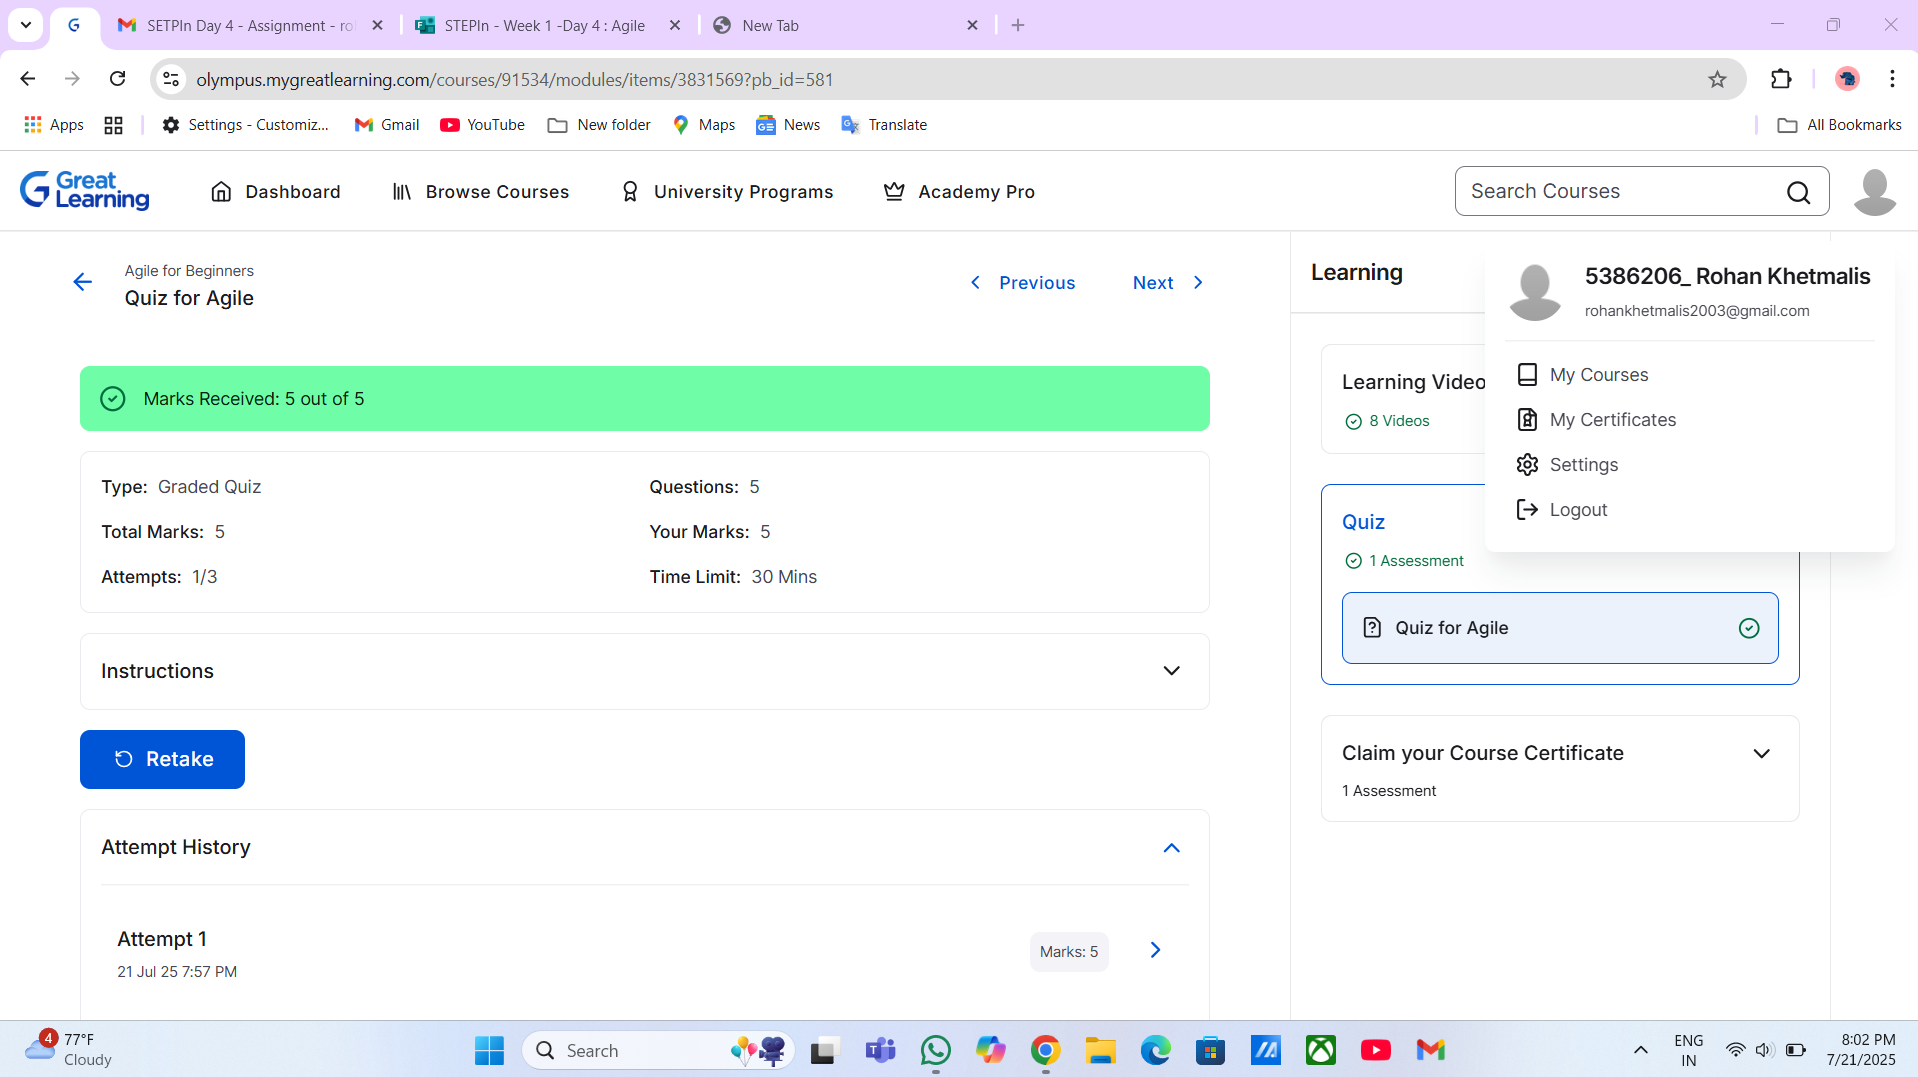 SETPIn Day 4 - Assignment - ro
STEPIn - Week 1 -Day 4 : Agile
New Tab
olympus.mygreatlearning.com/courses/91534/modules/items/3831569?pb_id=581
Apps
Settings - Customiz...
Gmail
YouTube
New folder
Maps
News
Translate
All Bookmarks
Great Learning
Dashboard
Browse Courses
University Programs
Academy Pro
Search Courses
Agile for Beginners
Quiz for Agile
Previous
Next
Marks Received: 5 out of 5
Type: Graded Quiz
Questions: 5
Total Marks: 5
Your Marks: 5
Attempts: 1/3
Time Limit: 30 Mins
Instructions
Retake
Attempt History
Attempt 1
21 Jul 25 7:57 PM
Marks: 5
Learning
Learning Video
8 Videos
Quiz
1 Assessment
Quiz for Agile
Claim your Course Certificate
1 Assessment
5386206_ Rohan Khetmalis
rohankhetmalis2003@gmail.com
My Courses
My Certificates
Settings
Logout
4
77°F
Cloudy
Search
ENG
IN
8:02 PM
7/21/2025